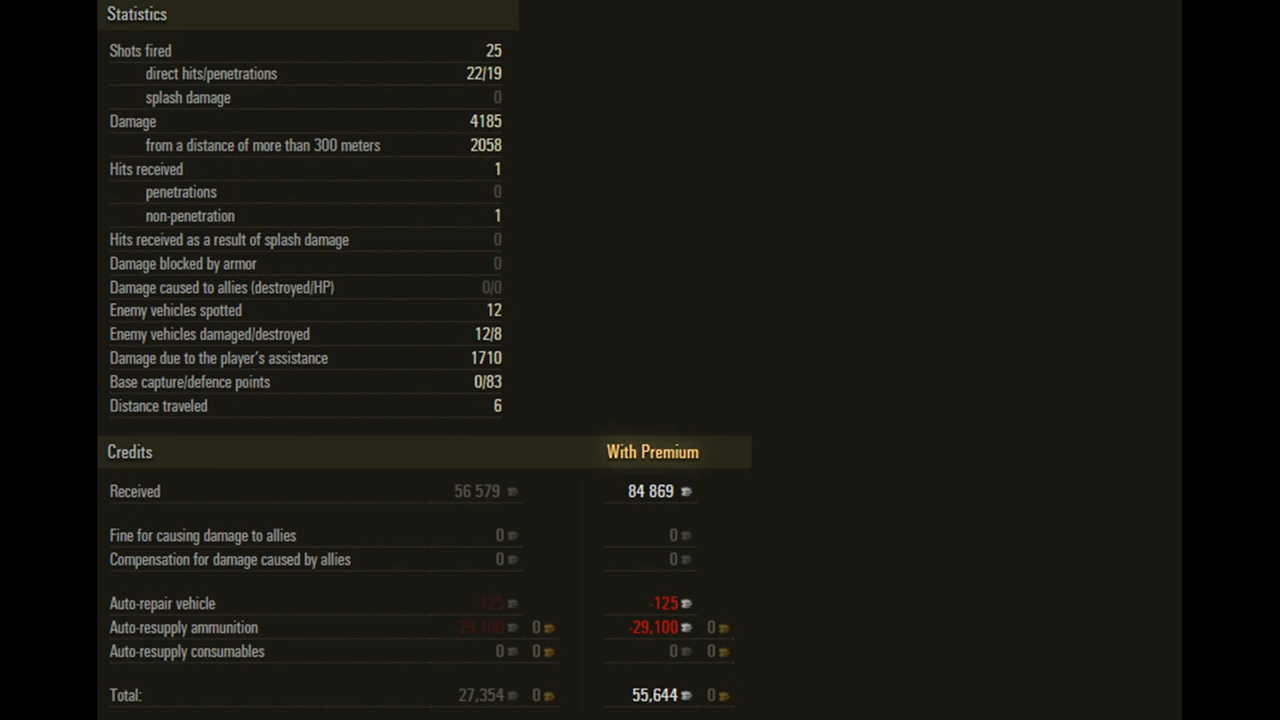 Statistics
Shots fired 25
direct hits/penetrations 22/19
splash damage 0
Damage 4185
from a distance of more than 300 meters 2058
Hits received 1
penetrations 0
non-penetration 1
Hits received as a result of splash damage 0
Damage blocked by armor 0
Damage caused to allies (destroyed/HP) 0/0
Enemy vehicles spotted 12
Enemy vehicles damaged/destroyed 12/8
Damage due to the player's assistance 1710
Base capture/defence points 0/83
Distance traveled 6
Credits With Premium
Received 56 579 84 869
Fine for causing damage to allies 0 0
Compensation for damage caused by allies 0 0
Auto-repair vehicle -125 -125
Auto-resupply ammunition -29,100 0 -29,100 0
Auto-resupply consumables 0 0 0 0
Total: 27,354 0 55,644 0